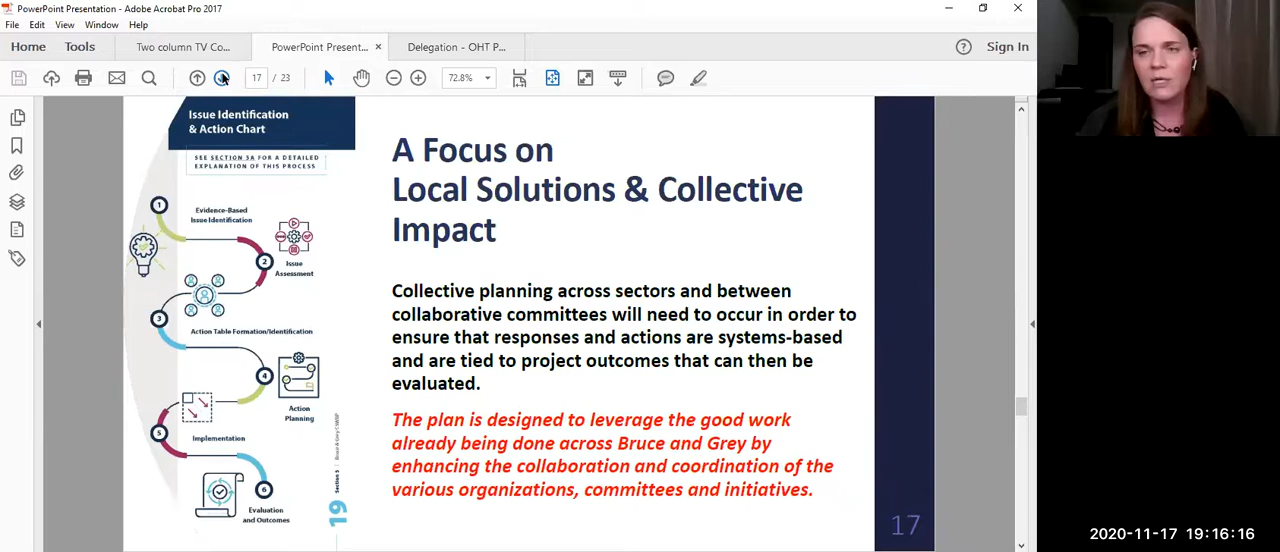 PowerPoint Presentation - Adobe Acrobat Pro 2017
File Edit View Window Help
Home Tools Two column TV Co... PowerPoint Present... × Delegation - OHT P... Sign In
17 / 23 72.8%
Issue Identification
& Action Chart
SEE SECTION 5A FOR A DETAILED
EXPLANATION OF THIS PROCESS
1
Evidence-Based
Issue Identification
2
Issue
Assessment
3
Action Table Formation/Identification
4
Action
Planning
5
Implementation
6
Evaluation
and Outcomes
19 Section 5 | Bruce & Grey CSWBP
A Focus on
Local Solutions & Collective
Impact
Collective planning across sectors and between
collaborative committees will need to occur in order to
ensure that responses and actions are systems-based
and are tied to project outcomes that can then be
evaluated.
The plan is designed to leverage the good work
already being done across Bruce and Grey by
enhancing the collaboration and coordination of the
various organizations, committees and initiatives.
17
2020-11-17 19:16:16